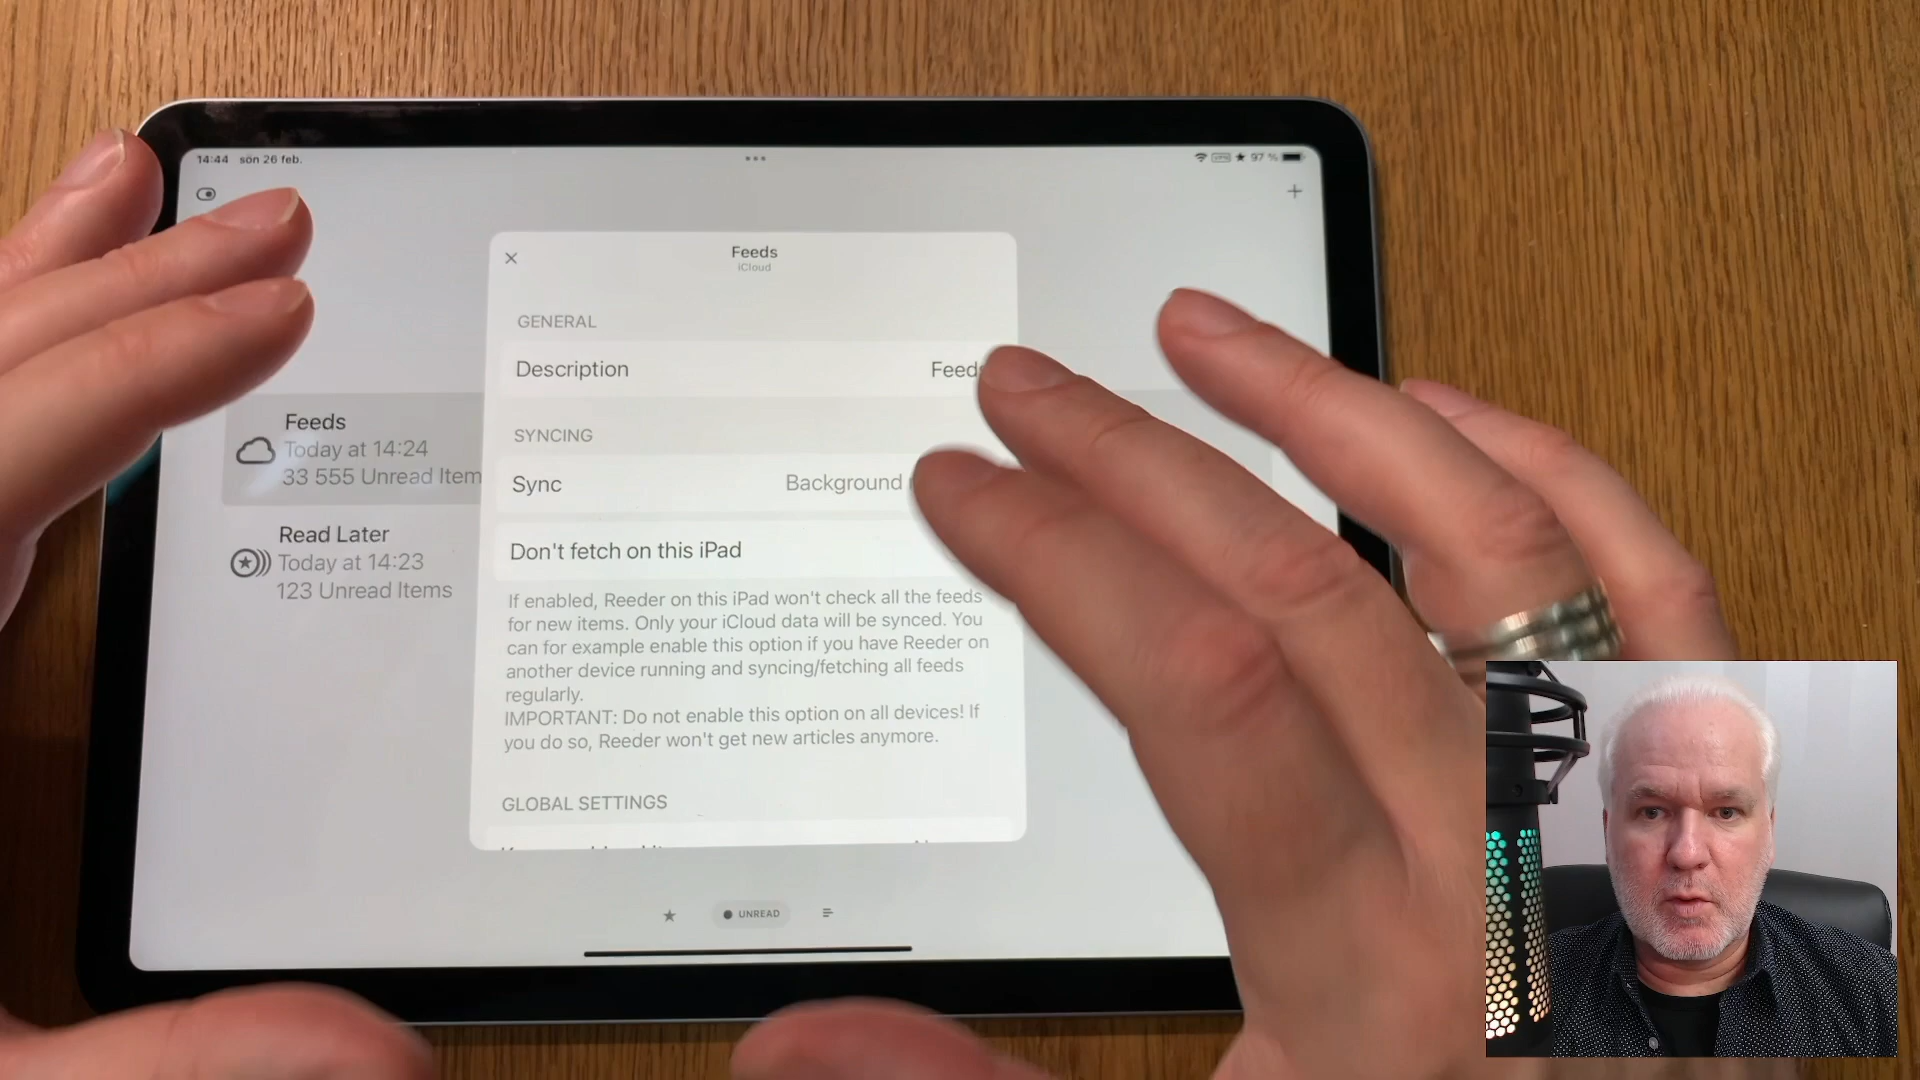 14:44 sön 26 feb.
97 %
Feeds
iCloud
GENERAL
Description Feeds
SYNCING
Sync Background
Don't fetch on this iPad
If enabled, Reeder on this iPad won't check all the feeds
for new items. Only your iCloud data will be synced. You
can for example enable this option if you have Reeder on
another device running and syncing/fetching all feeds
regularly.
IMPORTANT: Do not enable this option on all devices! If
you do so, Reeder won't get new articles anymore.
GLOBAL SETTINGS
Feeds
Today at 14:24
33 555 Unread Item
Read Later
Today at 14:23
123 Unread Items
UNREAD